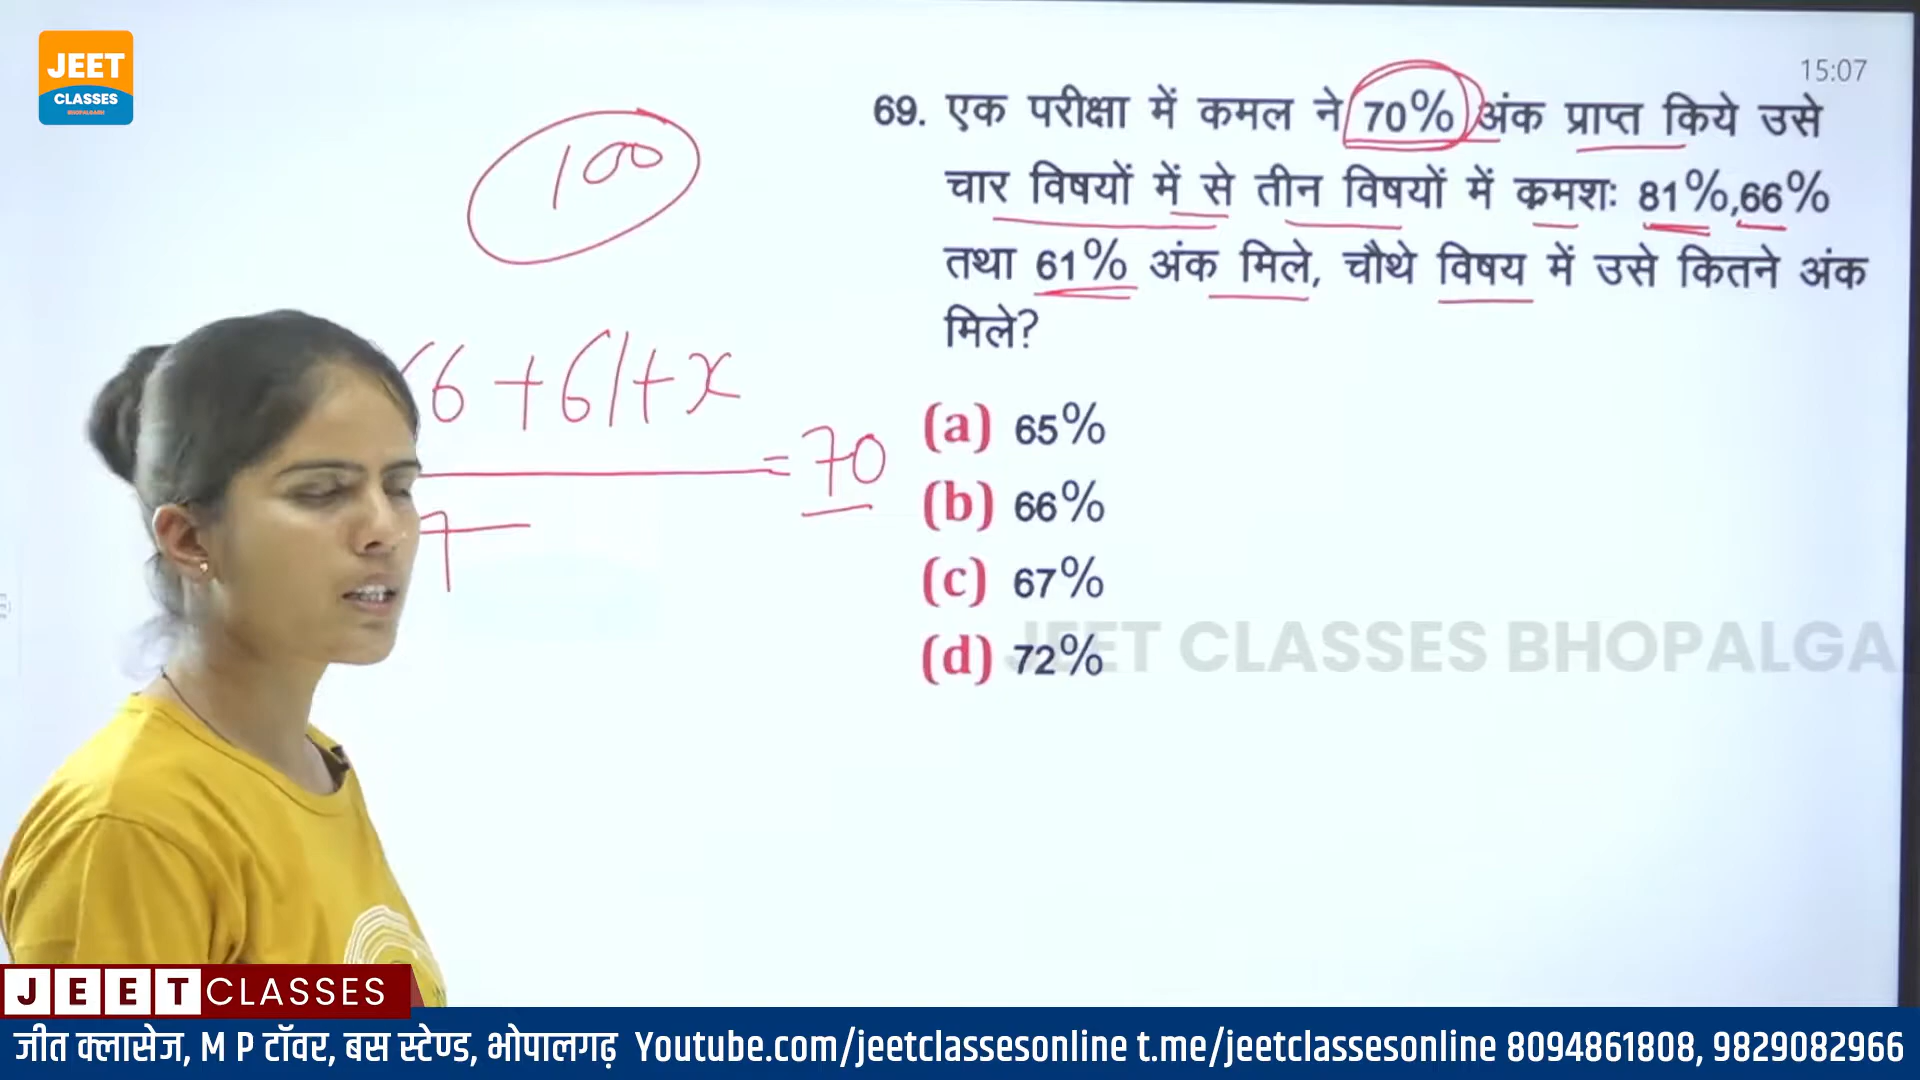 JEET
CLASSES
15:07
69. एक परीक्षा में कमल ने 70% अंक प्राप्त किये उसे
चार विषयों में से तीन विषयों में क्रमशः 81%,66%
तथा 61% अंक मिले, चौथे विषय में उसे कितने अंक
मिले?
(a) 65%
(b) 66%
(c) 67%
(d) 72%
100
66 + 61 + x
= 70
JEET CLASSES BHOPALGA
JEET CLASSES
जीत क्लासेज, M P टॉवर, बस स्टेण्ड, भोपालगढ़ Youtube.com/jeetclassesonline t.me/jeetclassesonline 8094861808, 9829082966